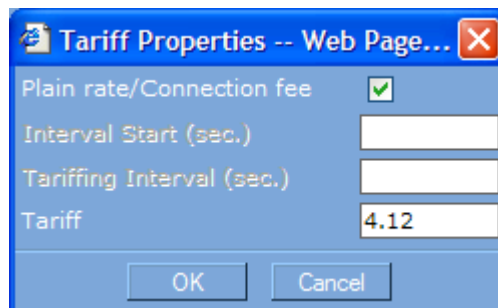 Tariff Properties -- Web Page...
Plain rate/Connection fee
Interval Start (sec.)
Tariffing Interval (sec.)
Tariff 4.12
OK Cancel